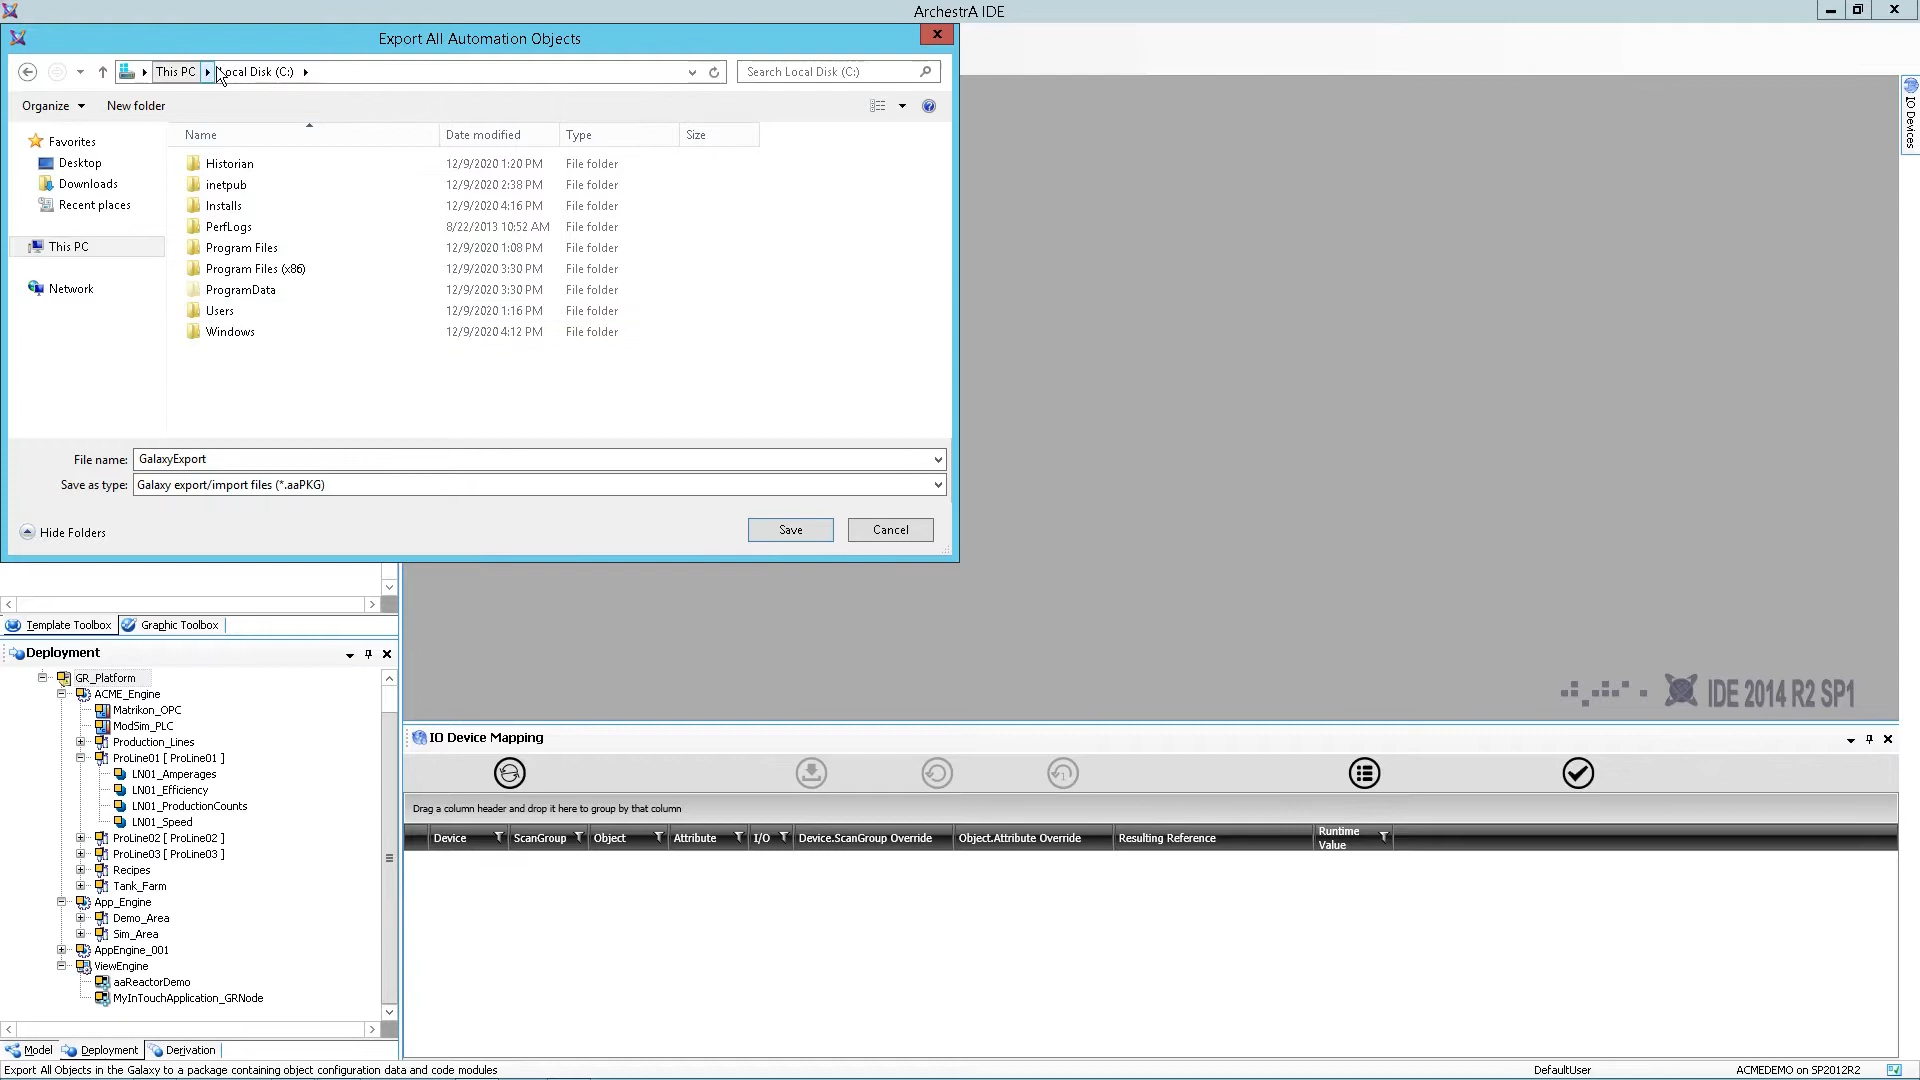 ArchestrA IDE
Export All Automation Objects
This PC
Local Disk (C:)
Search Local Disk (C:)
Organize
New folder
Favorites
Desktop
Downloads
Recent places
This PC
Network
Name Date modified Type Size
Historian 12/9/2020 1:20 PM File folder
inetpub 12/9/2020 2:38 PM File folder
Installs 12/9/2020 4:16 PM File folder
PerfLogs 8/22/2013 10:52 AM File folder
Program Files 12/9/2020 1:08 PM File folder
Program Files (x86) 12/9/2020 3:30 PM File folder
ProgramData 12/9/2020 3:30 PM File folder
Users 12/9/2020 1:16 PM File folder
Windows 12/9/2020 4:12 PM File folder
File name: GalaxyExport
Save as type: Galaxy export/import files (*.aaPKG)
Hide Folders
Save
Cancel
IO Devices
Template Toolbox
Graphic Toolbox
Deployment
GR_Platform
ACME_Engine
Matrikon_OPC
ModSim_PLC
Production_Lines
ProLine01 [ ProLine01 ]
LN01_Amperages
LN01_Efficiency
LN01_ProductionCounts
LN01_Speed
ProLine02 [ ProLine02 ]
ProLine03 [ ProLine03 ]
Recipes
Tank_Farm
App_Engine
Demo_Area
Sim_Area
AppEngine_001
ViewEngine
aaReactorDemo
MyInTouchApplication_GRNode
Model
Deployment
Derivation
IDE 2014 R2 SP1
IO Device Mapping
1
Drag a column header and drop it here to group by that column
Device ScanGroup Object Attribute I/O Device.ScanGroup Override Object.Attribute Override Resulting Reference Runtime Value
Export All Objects in the Galaxy to a package containing object configuration data and code modules
DefaultUser
ACMEDEMO on SP2012R2